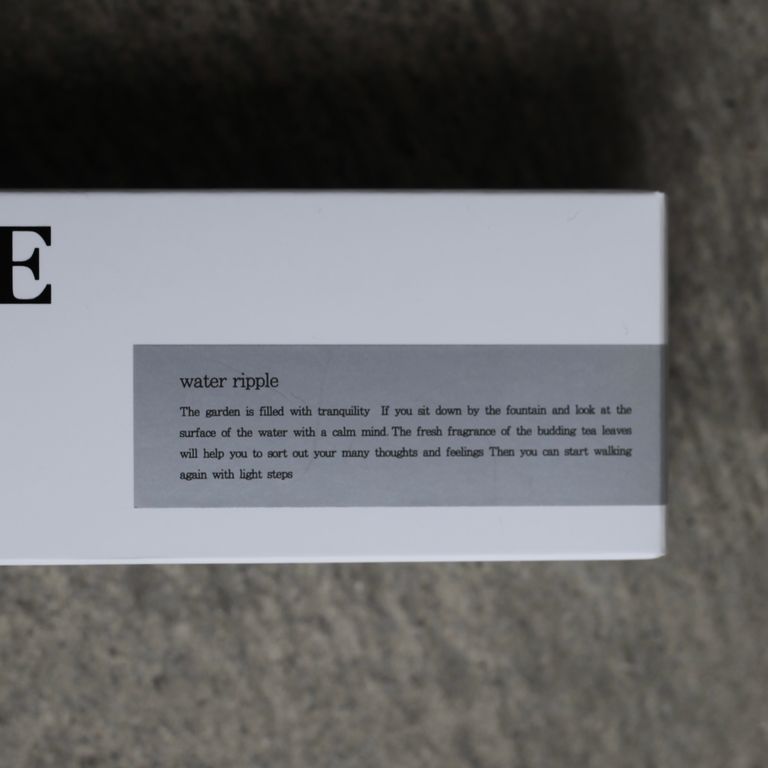 E
water ripple
The garden is filled with tranquility If you sit down by the fountain and look at the
surface of the water with a calm mind. The fresh fragrance of the budding tea leaves
will help you to sort out your many thoughts and feelings Then you can start walking
again with light steps